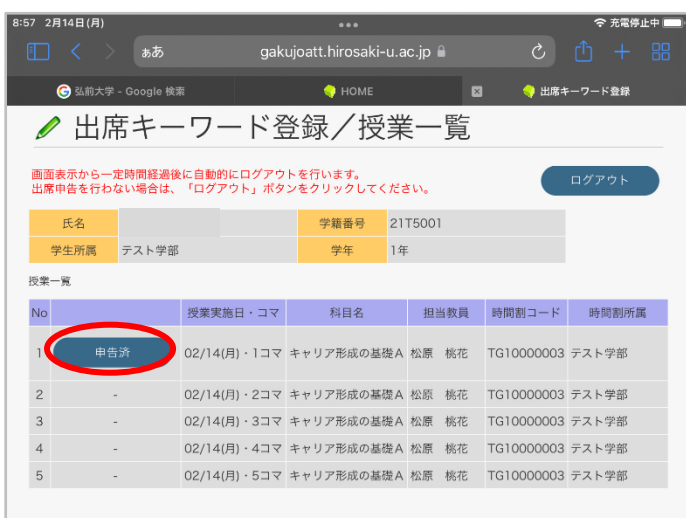 8:57 2月14日(月) 充電停止中
ぁあ gakujoatt.hirosaki-u.ac.jp
弘前大学 - Google 検索 HOME 出席キーワード登録
出席キーワード登録／授業一覧
画面表示から一定時間経過後に自動的にログアウトを行います。
出席申告を行わない場合は、「ログアウト」ボタンをクリックしてください。
ログアウト
氏名 学籍番号 21T5001
学生所属 テスト学部 学年 1年
授業一覧
No 授業実施日・コマ 科目名 担当教員 時間割コード 時間割所属
1 申告済 02/14(月)・1コマ キャリア形成の基礎A 松原 桃花 TG10000003 テスト学部
2 - 02/14(月)・2コマ キャリア形成の基礎A 松原 桃花 TG10000003 テスト学部
3 - 02/14(月)・3コマ キャリア形成の基礎A 松原 桃花 TG10000003 テスト学部
4 - 02/14(月)・4コマ キャリア形成の基礎A 松原 桃花 TG10000003 テスト学部
5 - 02/14(月)・5コマ キャリア形成の基礎A 松原 桃花 TG10000003 テスト学部